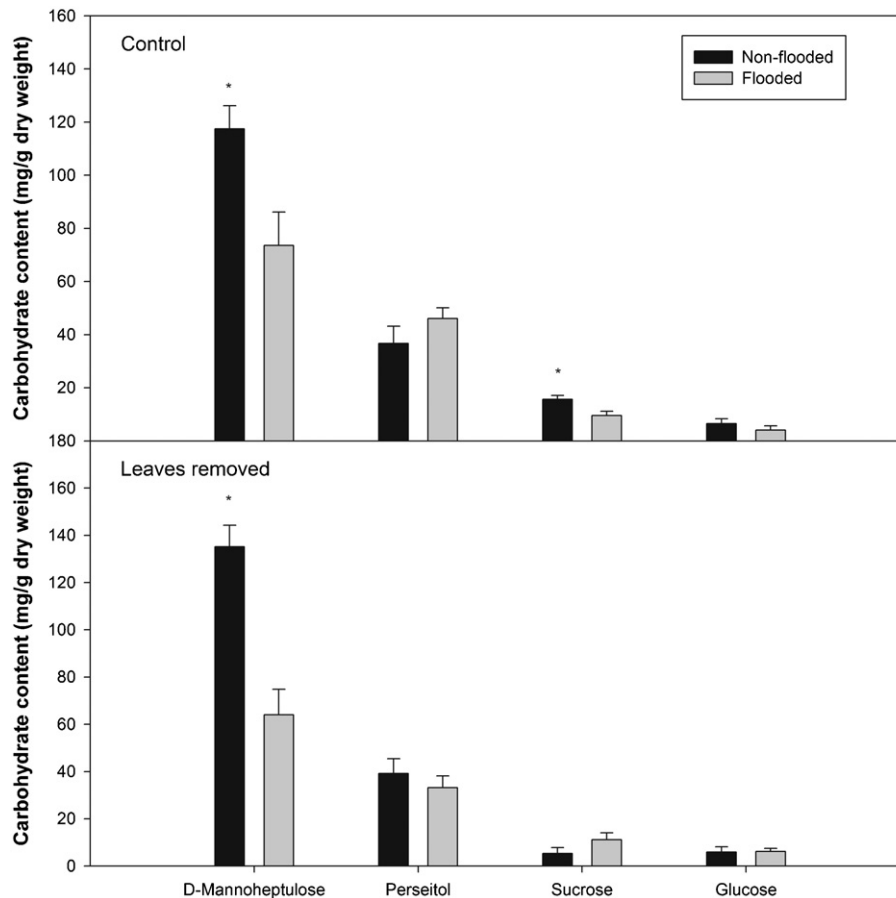 160
Control
Non-flooded
Flooded
140
*
120
100
80
60
40
*
20
180
Carbohydrate content (mg/g dry weight)
Leaves removed
160
*
140
120
100
80
60
40
20
0
Carbohydrate content (mg/g dry weight)
D-Mannoheptulose
Perseitol
Sucrose
Glucose